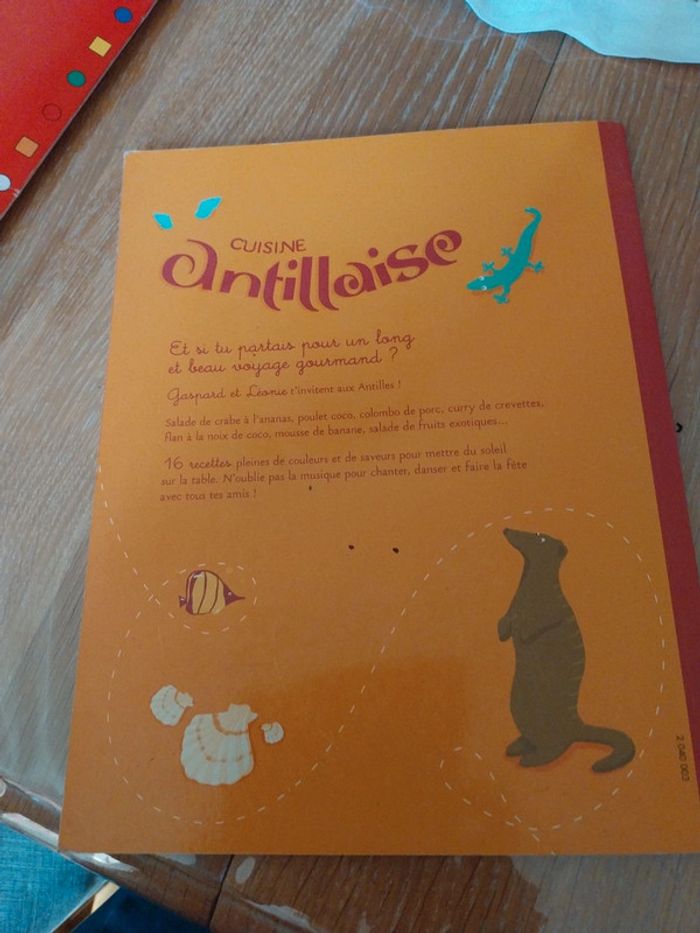 CUISINE
antillaise
Et si tu partais pour un long
et beau voyage gourmand ?
Gaspard et Léonie t'invitent aux Antilles !
Salade de crabe à l'ananas, poulet coco, colombo de porc, curry de crevettes,
flan à la noix de coco, mousse de banane, salade de fruits exotiques...
16 recettes pleines de couleurs et de saveurs pour mettre du soleil
sur la table. N'oublie pas la musique pour chanter, danser et faire la fête
avec tous tes amis !
2 040 003